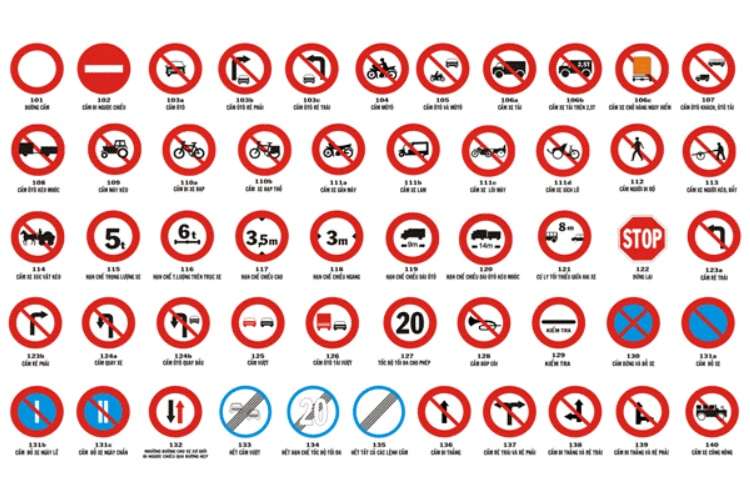 101
ĐƯỜNG CẤM
102
CẤM ĐI NGƯỢC CHIỀU
103a
CẤM ÔTÔ
103b
CẤM ÔTÔ RẼ PHẢI
103c
CẤM ÔTÔ RẼ TRÁI
104
CẤM MÔTÔ
105
CẤM ÔTÔ VÀ MÔTÔ
106a
CẤM XE TẢI
2,5T
106b
CẤM XE TẢI TRÊN 2,5T
106c
CẤM XE CHỞ HÀNG NGUY HIỂM
107
CẤM ÔTÔ KHÁCH, ÔTÔ TẢI
108
CẤM ÔTÔ KÉO MOÓC
109
CẤM MÁY KÉO
110a
CẤM ĐI XE ĐẠP
110b
CẤM XE ĐẠP THỒ
111a
CẤM XE GẮN MÁY
111b
CẤM XE LAM
111c
CẤM XE LÔI MÁY
111d
CẤM XE XÍCH LÔ
112
CẤM NGƯỜI ĐI BỘ
113
CẤM XE NGƯỜI KÉO, ĐẨY
114
CẤM XE SÚC VẬT KÉO
5t
115
HẠN CHẾ TRỌNG LƯỢNG XE
6t
116
HẠN CHẾ T.LƯỢNG TRÊN TRỤC XE
3,5m
117
HẠN CHẾ CHIỀU CAO
3m
118
HẠN CHẾ CHIỀU NGANG
9m
119
HẠN CHẾ CHIỀU DÀI ÔTÔ
14m
120
HẠN CHẾ CHIỀU DÀI ÔTÔ KÉO MOÓC
8m
121
CỰ LY TỐI THIỂU GIỮA HAI XE
STOP
122
DỪNG LẠI
123a
CẤM RẼ TRÁI
123b
CẤM RẼ PHẢI
124a
CẤM QUAY XE
124b
CẤM ÔTÔ QUAY ĐẦU
125
CẤM VƯỢT
126
CẤM ÔTÔ TẢI VƯỢT
20
127
TỐC ĐỘ TỐI ĐA CHO PHÉP
128
CẤM BÓP CÒI
KIỂM TRA
129
KIỂM TRA
130
CẤM DỪNG VÀ ĐỖ XE
131a
CẤM ĐỖ XE
131b
CẤM ĐỖ XE NGÀY LẺ
131c
CẤM ĐỖ XE NGÀY CHẴN
132
133
HẾT CẤM VƯỢT
20
134
HẾT HẠN CHẾ TỐC ĐỘ TỐI ĐA
135
HẾT TẤT CẢ CÁC LỆNH CẤM
136
CẤM ĐI THẲNG
137
CẤM RẼ TRÁI VÀ RẼ PHẢI
138
CẤM ĐI THẲNG VÀ RẼ TRÁI
139
CẤM ĐI THẲNG VÀ RẼ PHẢI
140
CẤM XE CÔNG NÔNG